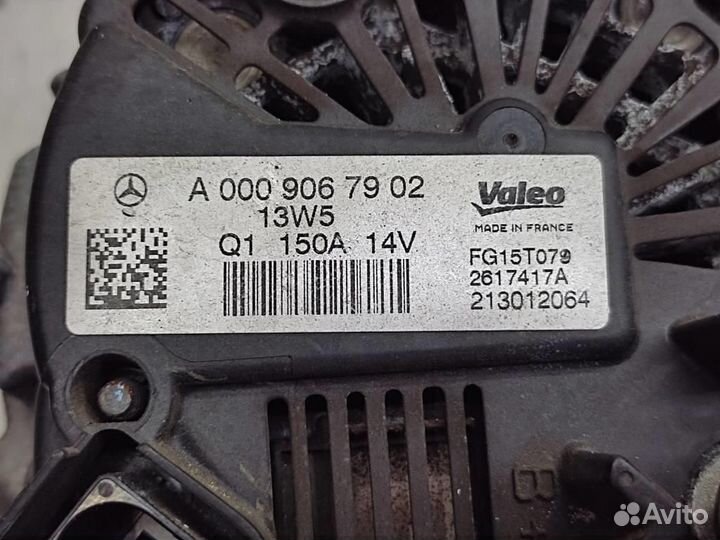 A 000 906 79 02
13W5
Q1 150A 14V
Valeo
MADE IN FRANCE
FG15T079
2617417A
213012064
B
Avito